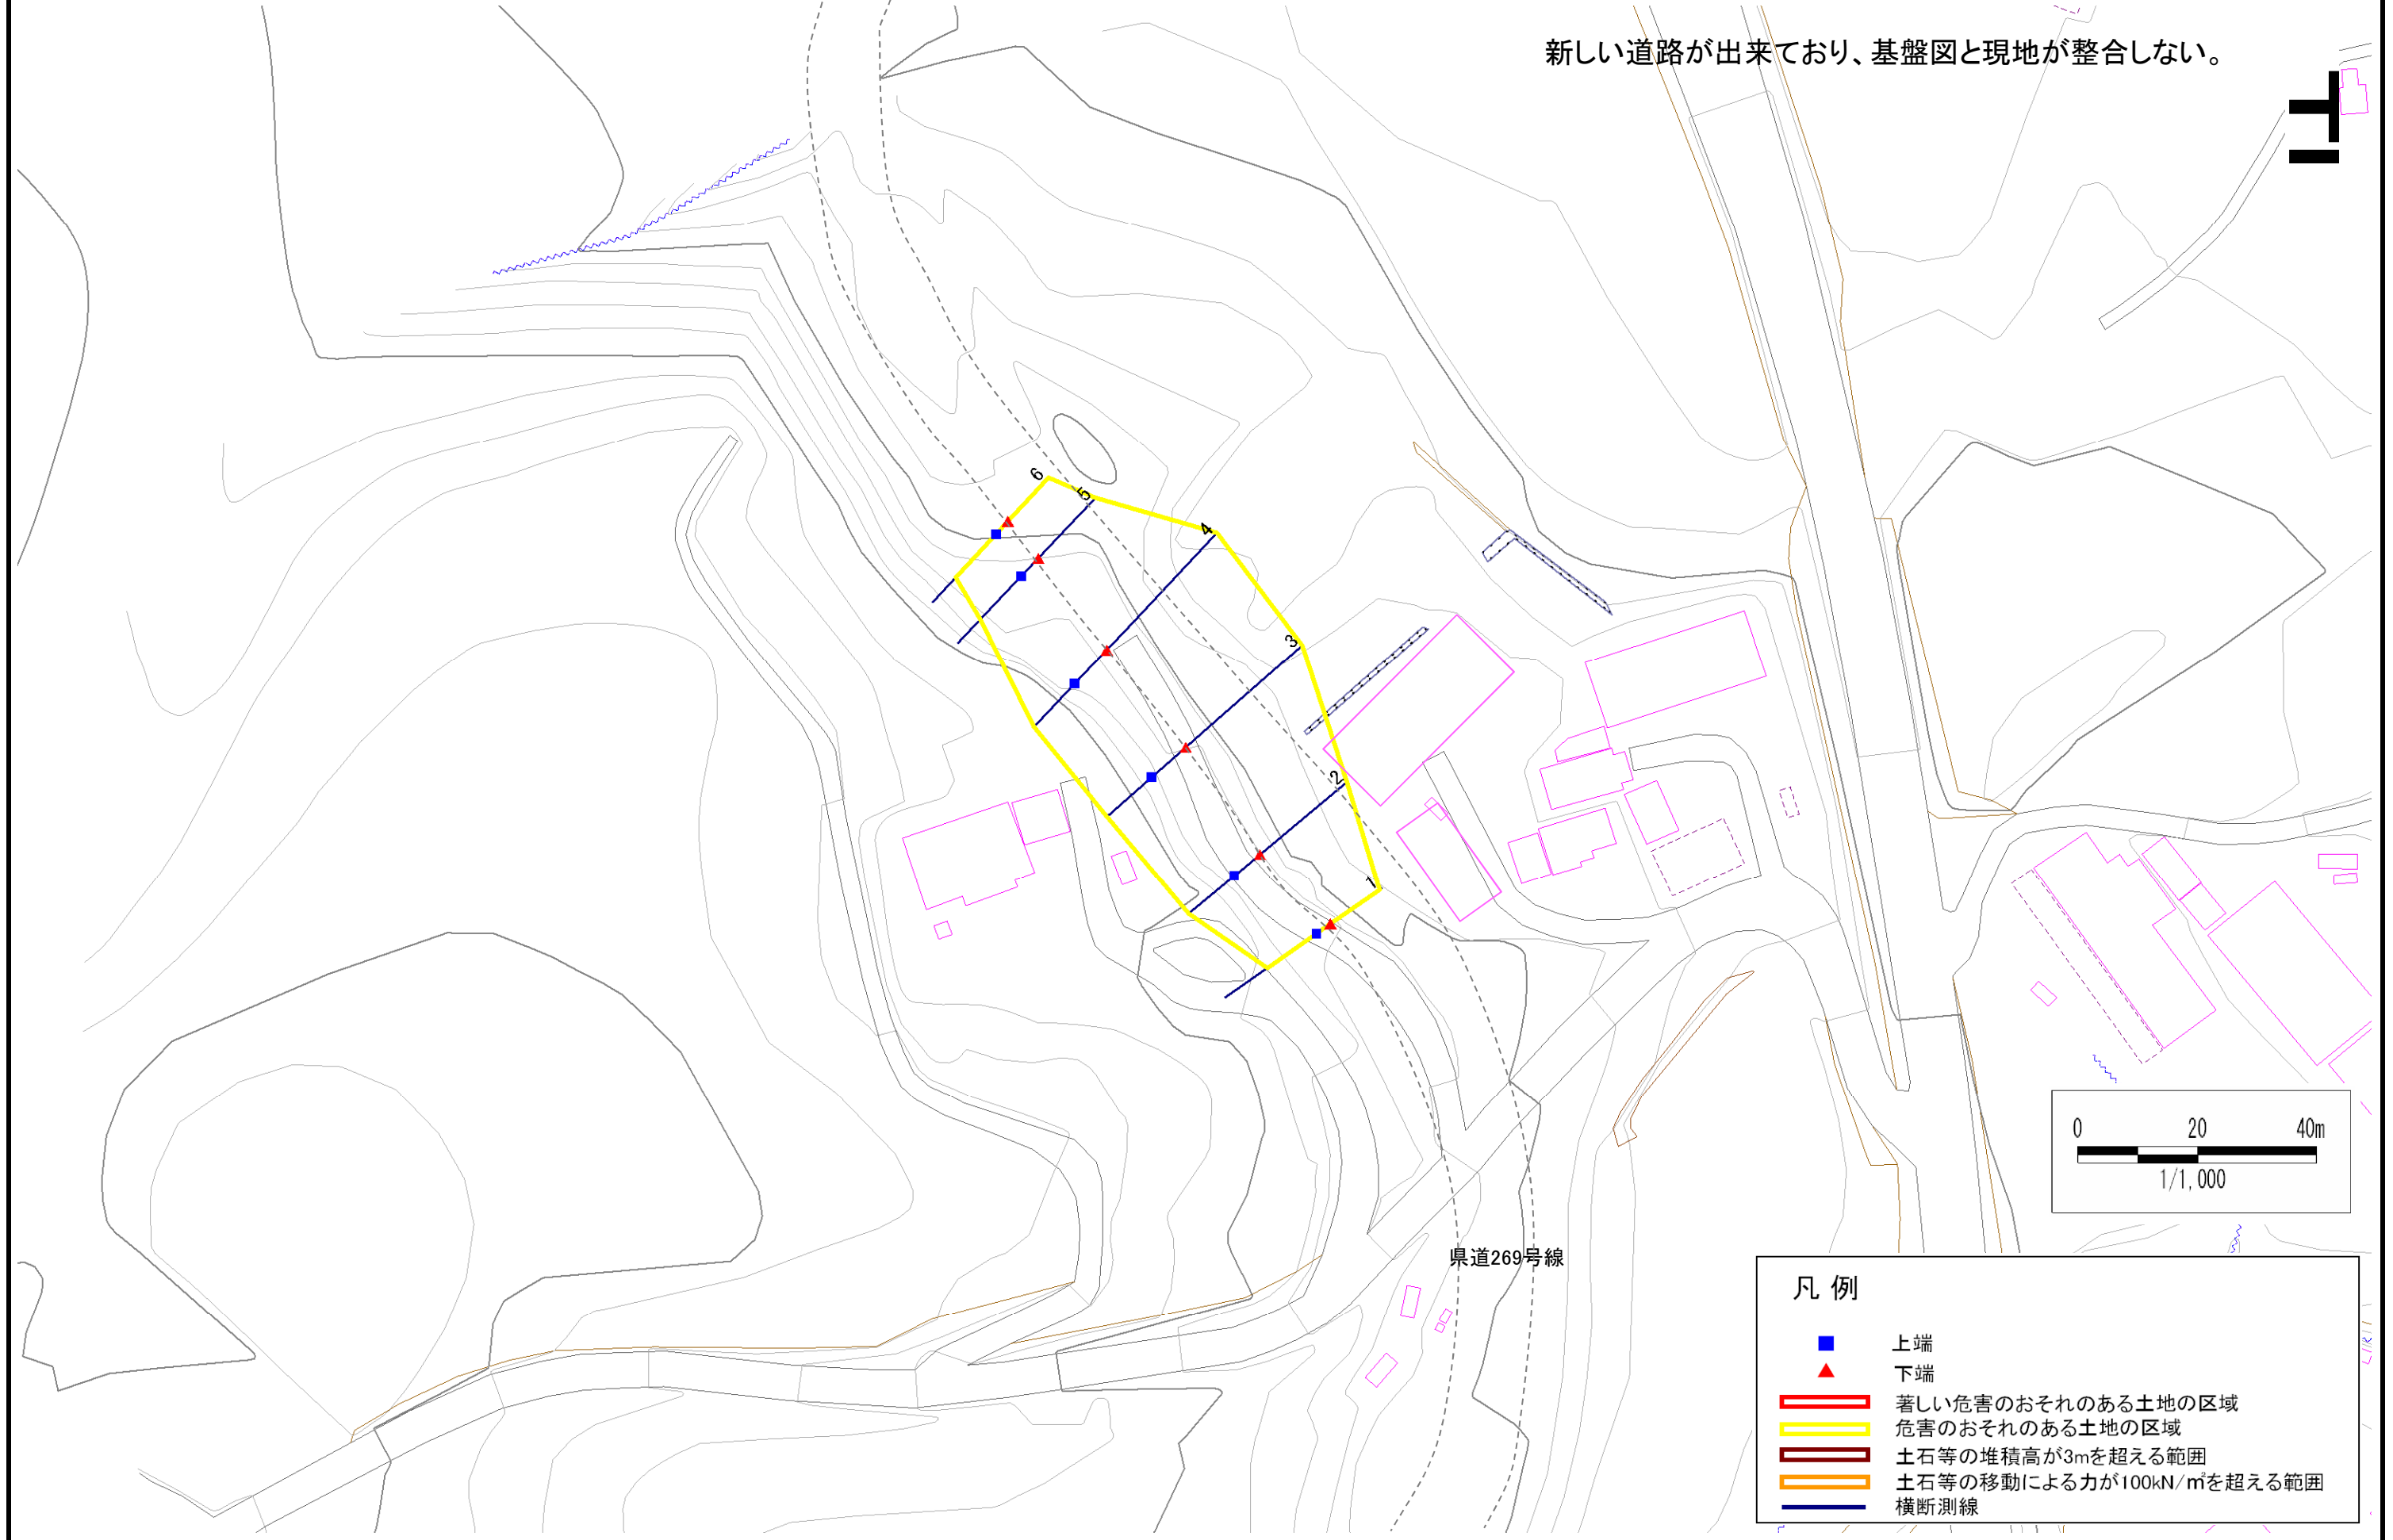 新しい道路が出来ており、基盤図と現地が整合しない。
6
5
4
3
2
1
0 20 40m
1/1,000
県道269号線
凡例
上端
下端
著しい危害のおそれのある土地の区域
危害のおそれのある土地の区域
土石等の堆積高が3mを超える範囲
土石等の移動による力が100kN/㎡を超える範囲
横断測線